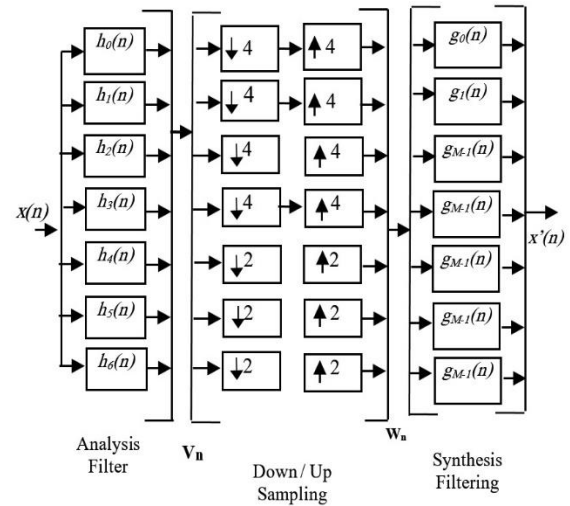 h0(n) ↓4 ↑4 g0(n)
h1(n) ↓4 ↑4 g1(n)
h2(n) ↓4 ↑4 gM-1(n)
x(n) h3(n) ↓4 ↑4 gM-1(n) x'(n)
h4(n) ↓2 ↑2 gM-1(n)
h5(n) ↓2 ↑2 gM-1(n)
h6(n) ↓2 ↑2 gM-1(n)
Analysis
Filter
Vn
Down / Up
Sampling
Wn
Synthesis
Filtering